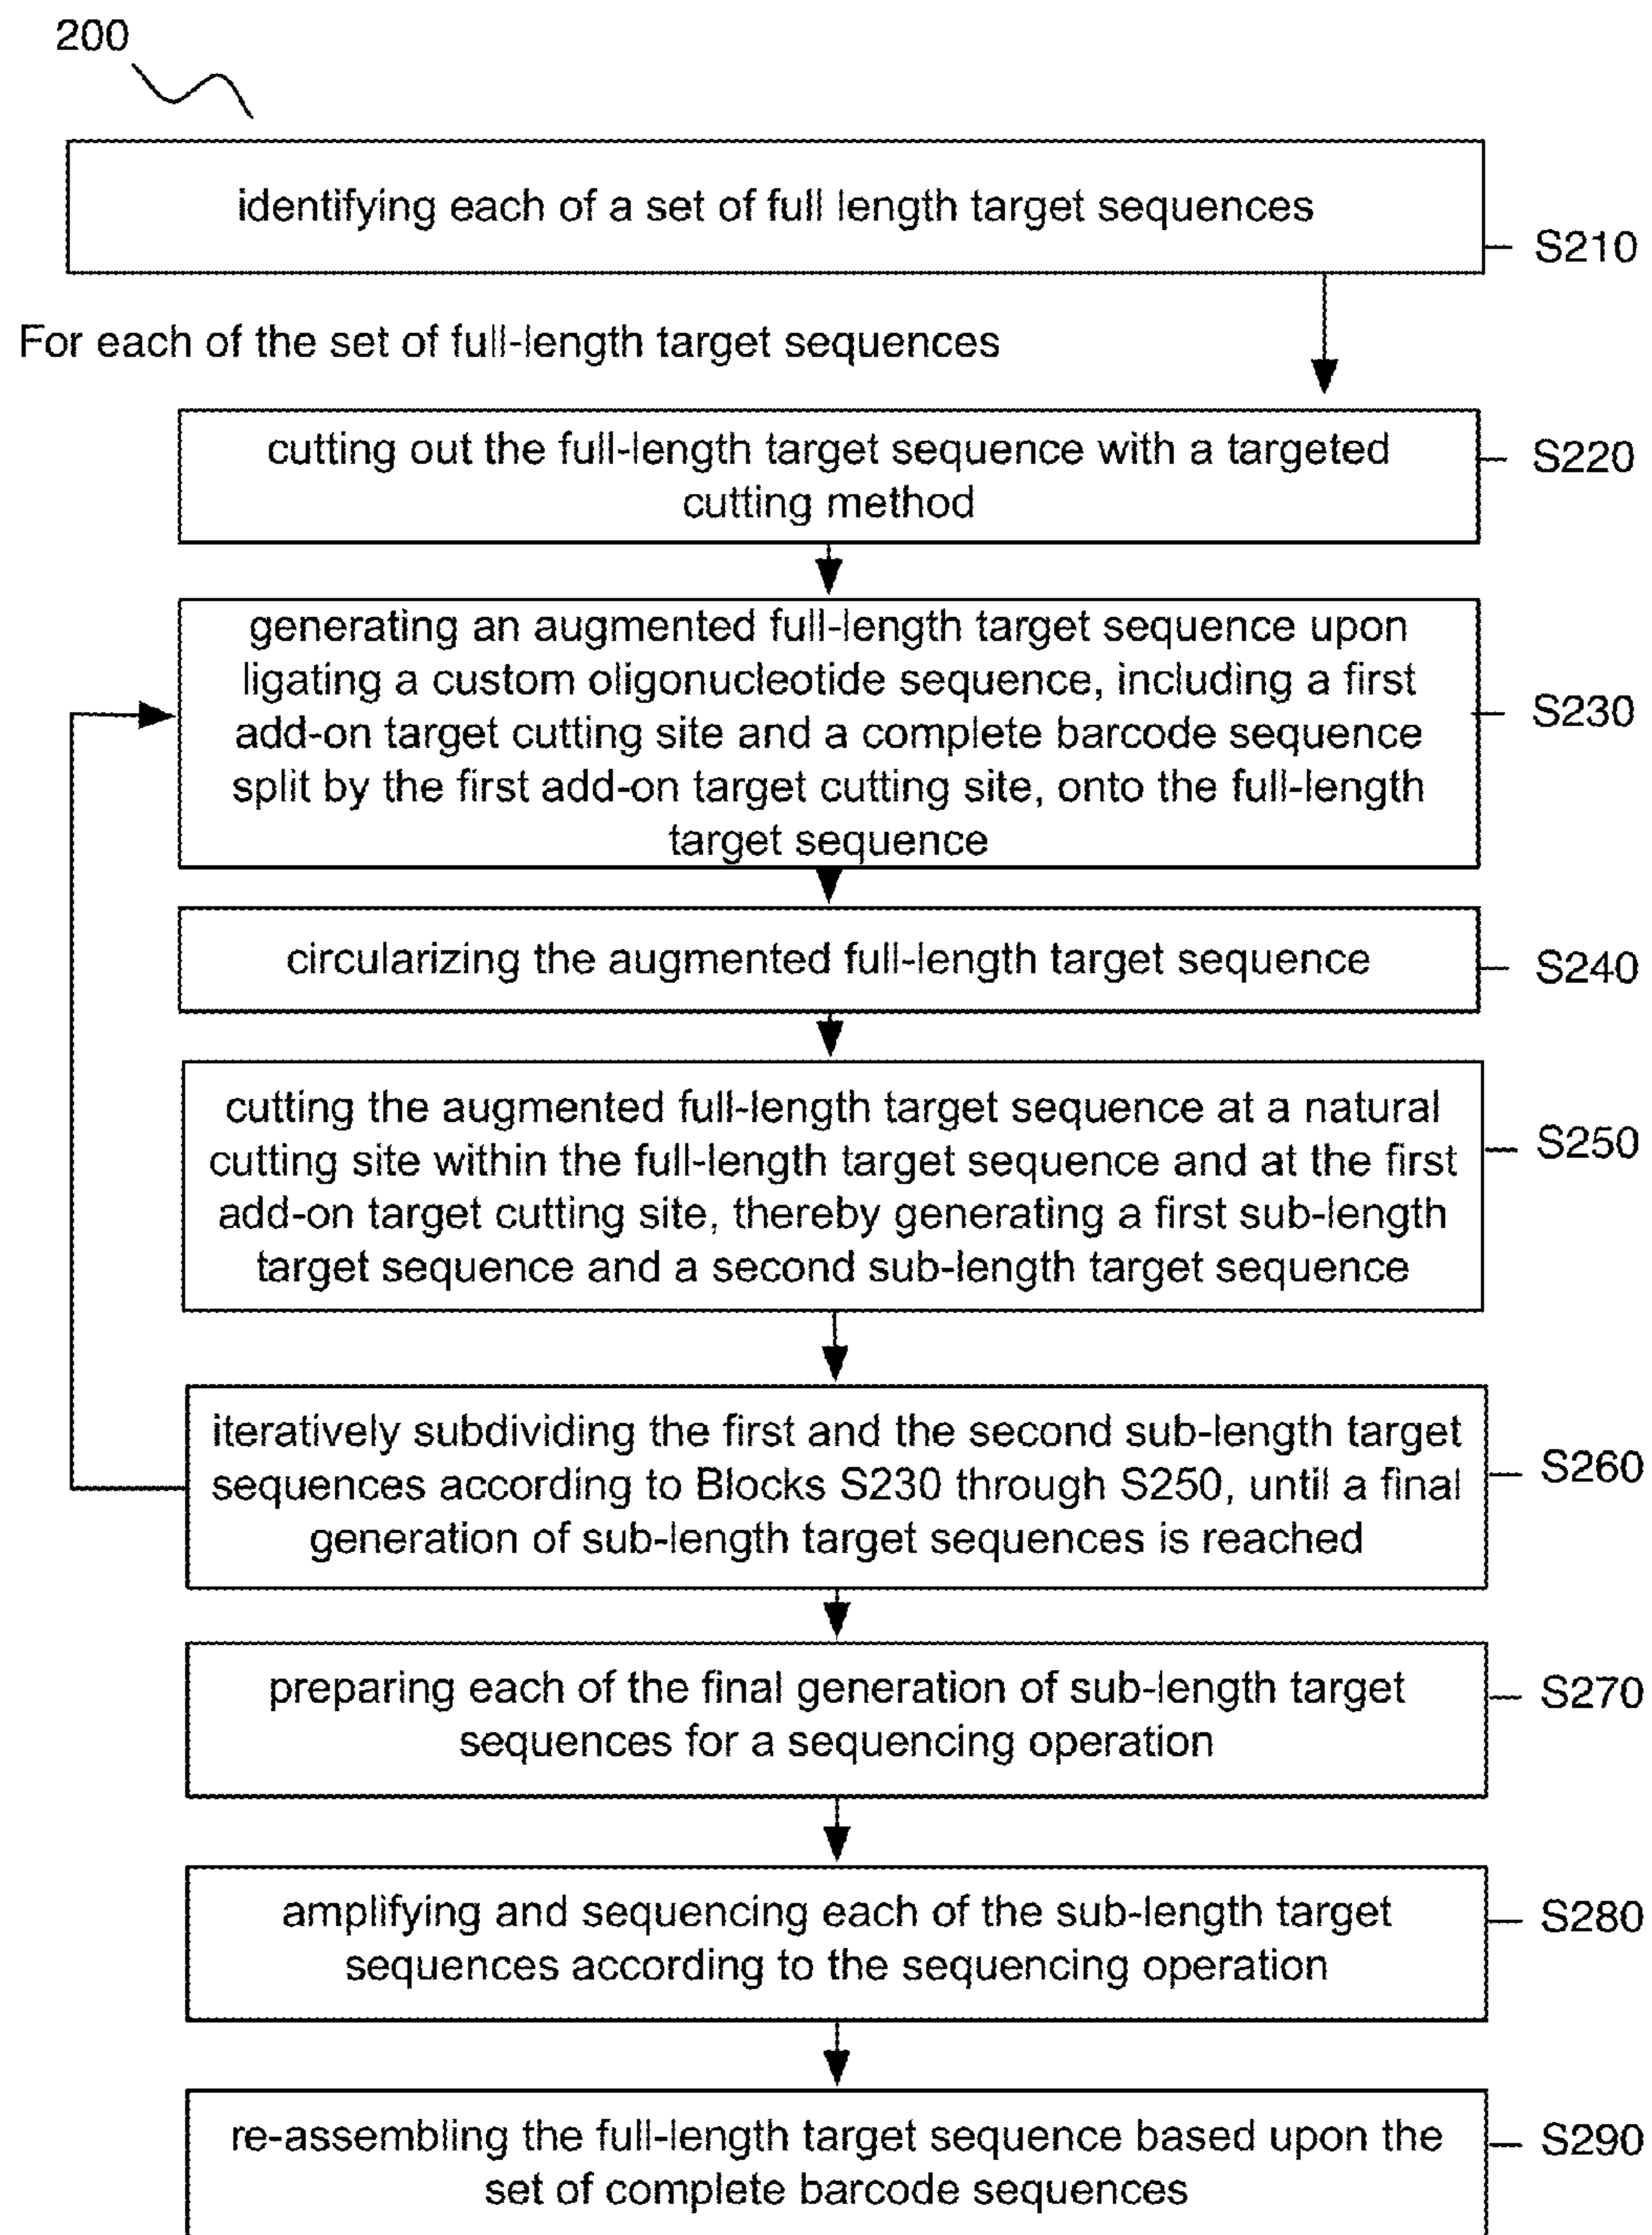 200
identifying each of a set of full length target sequences
S210
For each of the set of full-length target sequences
cutting out the full-length target sequence with a targeted
cutting method
S220
generating an augmented full-length target sequence upon
ligating a custom oligonucleotide sequence, including a first
add-on target cutting site and a complete barcode sequence
split by the first add-on target cutting site, onto the full-length
target sequence
S230
circularizing the augmented full-length target sequence
S240
cutting the augmented full-length target sequence at a natural
cutting site within the full-length target sequence and at the first
add-on target cutting site, thereby generating a first sub-length
target sequence and a second sub-length target sequence
S250
iteratively subdividing the first and the second sub-length target
sequences according to Blocks S230 through S250, until a final
generation of sub-length target sequences is reached
S260
preparing each of the final generation of sub-length target
sequences for a sequencing operation
S270
amplifying and sequencing each of the sub-length target
sequences according to the sequencing operation
S280
re-assembling the full-length target sequence based upon the
set of complete barcode sequences
S290